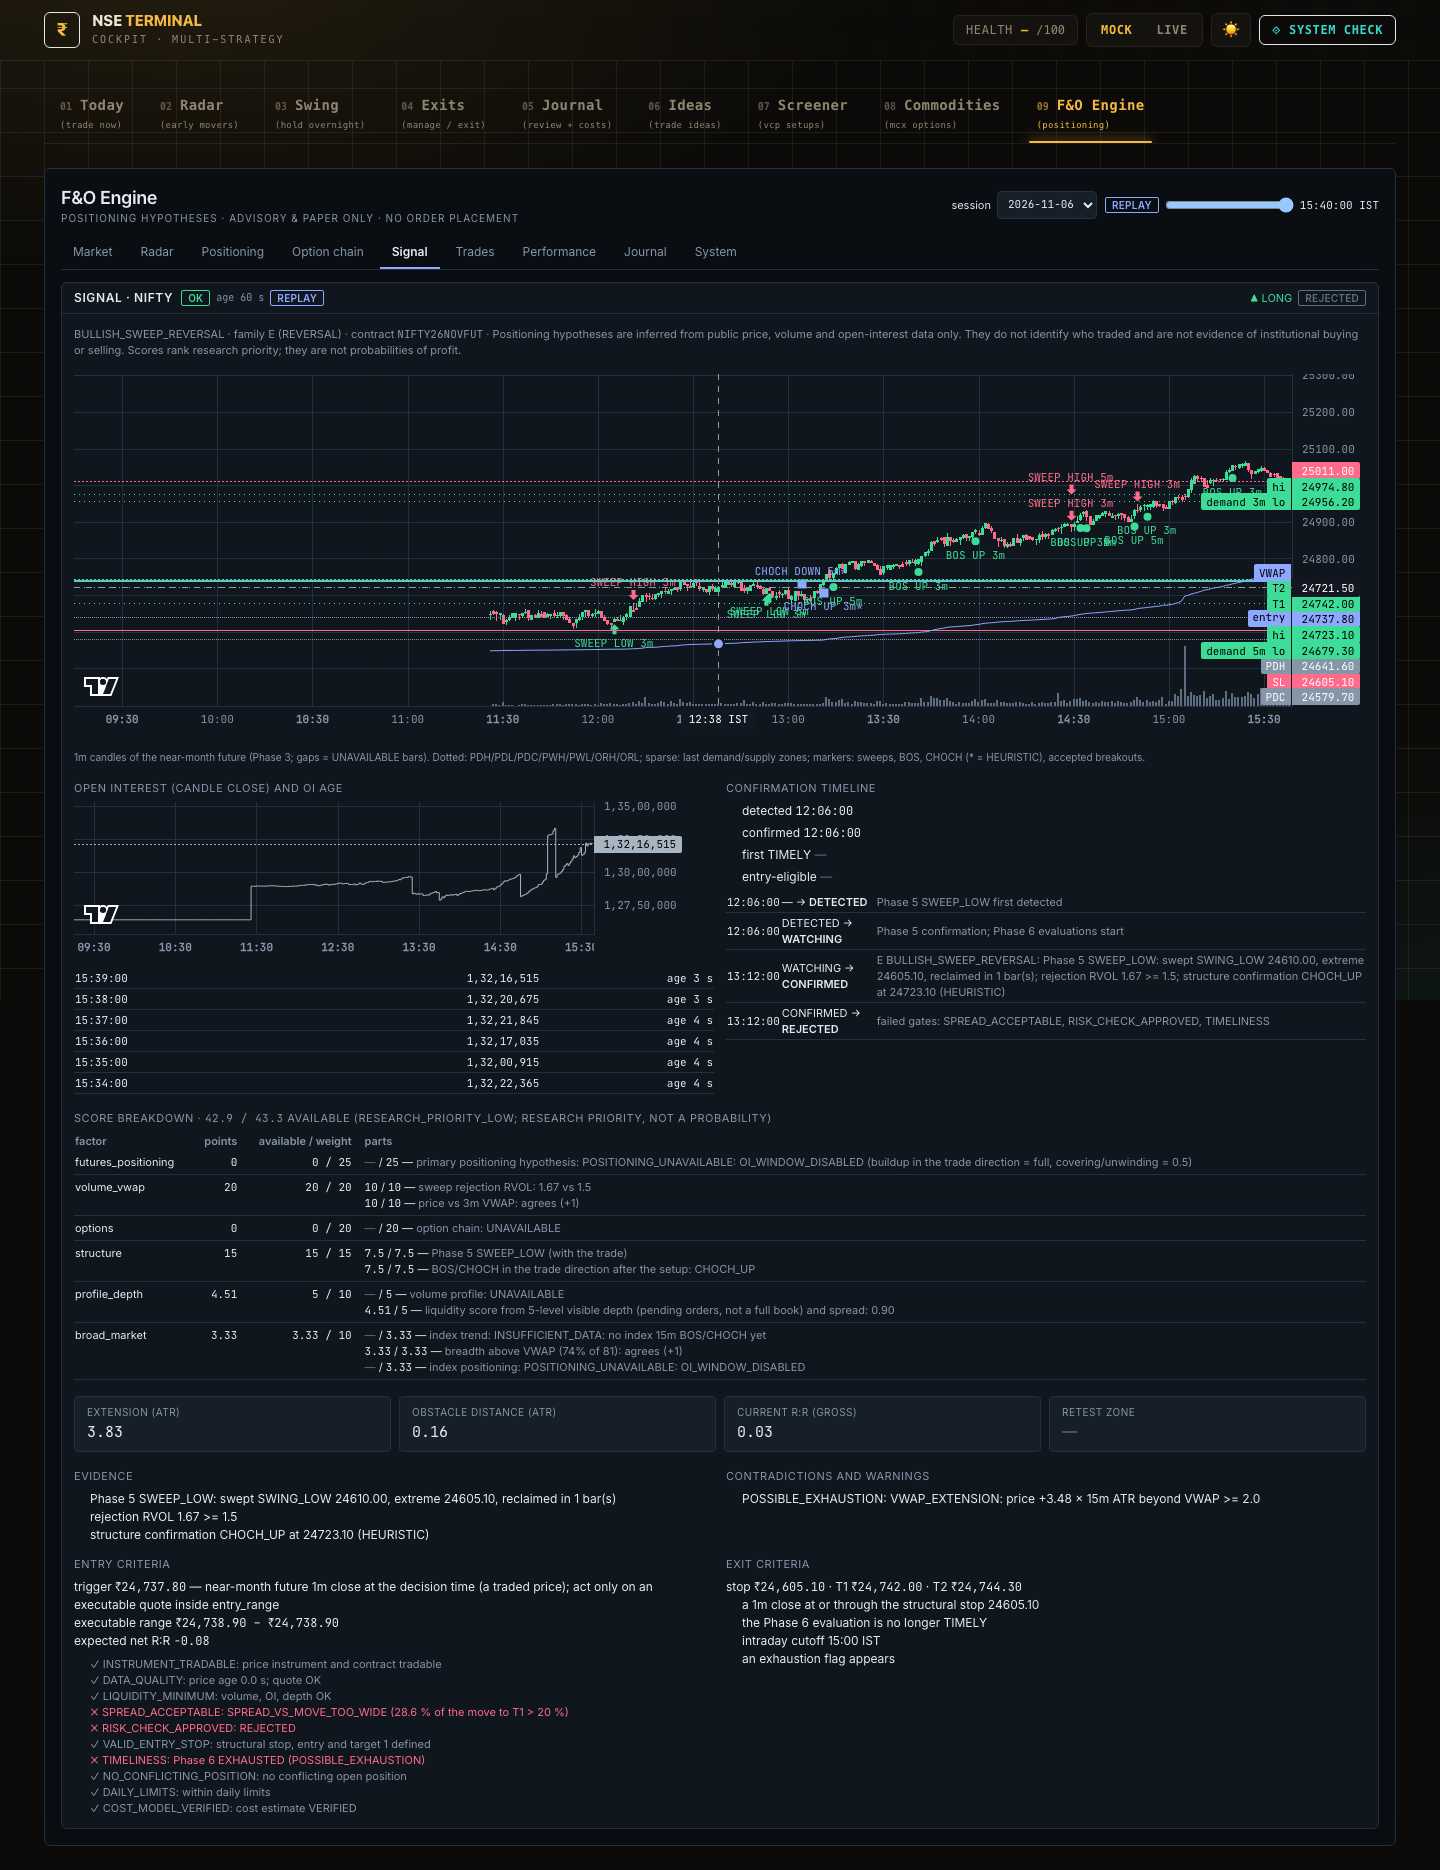 ₹
NSE TERMINAL
COCKPIT · MULTI-STRATEGY
HEALTH — /100
MOCK LIVE
SYSTEM CHECK
01 Today (trade now)
02 Radar (early movers)
03 Swing (hold overnight)
04 Exits (manage / exit)
05 Journal (review + costs)
06 Ideas (trade ideas)
07 Screener (vcp setups)
08 Commodities (mcx options)
09 F&O Engine (positioning)
F&O Engine
POSITIONING HYPOTHESES · ADVISORY & PAPER ONLY · NO ORDER PLACEMENT
session 2026-11-06 REPLAY 15:40:00 IST
Market Radar Positioning Option chain Signal Trades Performance Journal System
SIGNAL · NIFTY OK age 60 s REPLAY
▲ LONG REJECTED
BULLISH_SWEEP_REVERSAL · family E (REVERSAL) · contract NIFTY26NOVFUT · Positioning hypotheses are inferred from public price, volume and open-interest data only. They do not identify who traded and are not evidence of institutional buying
or selling. Scores rank research priority; they are not probabilities of profit.
25300.00
25200.00
25100.00
25011.00
hi 24974.80
demand 3m lo 24956.20
24900.00
24800.00
VWAP
T2 24721.50
T1 24742.00
entry 24737.80
hi 24723.10
demand 5m lo 24679.30
PDH 24641.60
SL 24605.10
PDC 24579.70
SWEEP HIGH 5m
SWEEP HIGH 3m
SWEEP HIGH 3m
BOS UP 3m
BOS UP 3m
BOS UP 5m
BOS UP 3m
BOS UP 3m
CHOCH DOWN
SWEEP HIGH 3m
BOS UP 5m
CHOCH UP 3m*
SWEEP LOW 3m
SWEEP LOW 3m
09:30 10:00 10:30 11:00 11:30 12:00 12:38 IST 13:00 13:30 14:00 14:30 15:00 15:30
1m candles of the near-month future (Phase 3; gaps = UNAVAILABLE bars). Dotted: PDH/PDL/PDC/PWH/PWL/ORH/ORL; sparse: last demand/supply zones; markers: sweeps, BOS, CHOCH (* = HEURISTIC), accepted breakouts.
OPEN INTEREST (CANDLE CLOSE) AND OI AGE
1,35,00,000
1,32,16,515
1,30,00,000
1,27,50,000
09:30 10:30 11:30 12:30 13:30 14:30 15:30
15:39:00 1,32,16,515 age 3 s
15:38:00 1,32,20,675 age 3 s
15:37:00 1,32,21,845 age 4 s
15:36:00 1,32,17,035 age 4 s
15:35:00 1,32,00,915 age 4 s
15:34:00 1,32,22,365 age 4 s
CONFIRMATION TIMELINE
detected 12:06:00
confirmed 12:06:00
first TIMELY —
entry-eligible —
12:06:00 — → DETECTED Phase 5 SWEEP_LOW first detected
12:06:00 DETECTED → WATCHING Phase 5 confirmation; Phase 6 evaluations start
13:12:00 WATCHING → CONFIRMED E BULLISH_SWEEP_REVERSAL: Phase 5 SWEEP_LOW: swept SWING_LOW 24610.00, extreme
24605.10, reclaimed in 1 bar(s); rejection RVOL 1.67 >= 1.5; structure confirmation CHOCH_UP
at 24723.10 (HEURISTIC)
13:12:00 CONFIRMED → REJECTED failed gates: SPREAD_ACCEPTABLE, RISK_CHECK_APPROVED, TIMELINESS
SCORE BREAKDOWN · 42.9 / 43.3 AVAILABLE (RESEARCH_PRIORITY_LOW; RESEARCH PRIORITY, NOT A PROBABILITY)
factor points available / weight parts
futures_positioning 0 0 / 25 — / 25 — primary positioning hypothesis: POSITIONING_UNAVAILABLE: OI_WINDOW_DISABLED (buildup in the trade direction = full, covering/unwinding = 0.5)
volume_vwap 20 20 / 20 10 / 10 — sweep rejection RVOL: 1.67 vs 1.5
10 / 10 — price vs 3m VWAP: agrees (+1)
options 0 0 / 20 — / 20 — option chain: UNAVAILABLE
structure 15 15 / 15 7.5 / 7.5 — Phase 5 SWEEP_LOW (with the trade)
7.5 / 7.5 — BOS/CHOCH in the trade direction after the setup: CHOCH_UP
profile_depth 4.51 5 / 10 — / 5 — volume profile: UNAVAILABLE
4.51 / 5 — liquidity score from 5-level visible depth (pending orders, not a full book) and spread: 0.90
broad_market 3.33 3.33 / 10 — / 3.33 — index trend: INSUFFICIENT_DATA: no index 15m BOS/CHOCH yet
3.33 / 3.33 — breadth above VWAP (74% of 81): agrees (+1)
— / 3.33 — index positioning: POSITIONING_UNAVAILABLE: OI_WINDOW_DISABLED
EXTENSION (ATR) 3.83
OBSTACLE DISTANCE (ATR) 0.16
CURRENT R:R (GROSS) 0.03
RETEST ZONE —
EVIDENCE
Phase 5 SWEEP_LOW: swept SWING_LOW 24610.00, extreme 24605.10, reclaimed in 1 bar(s)
rejection RVOL 1.67 >= 1.5
structure confirmation CHOCH_UP at 24723.10 (HEURISTIC)
CONTRADICTIONS AND WARNINGS
POSSIBLE_EXHAUSTION: VWAP_EXTENSION: price +3.48 × 15m ATR beyond VWAP >= 2.0
ENTRY CRITERIA
trigger ₹24,737.80 — near-month future 1m close at the decision time (a traded price); act only on an
executable quote inside entry_range
executable range ₹24,738.90 – ₹24,738.90
expected net R:R -0.08
✓ INSTRUMENT_TRADABLE: price instrument and contract tradable
✓ DATA_QUALITY: price age 0.0 s; quote OK
✓ LIQUIDITY_MINIMUM: volume, OI, depth OK
✕ SPREAD_ACCEPTABLE: SPREAD_VS_MOVE_TOO_WIDE (28.6 % of the move to T1 > 20 %)
✕ RISK_CHECK_APPROVED: REJECTED
✓ VALID_ENTRY_STOP: structural stop, entry and target 1 defined
✕ TIMELINESS: Phase 6 EXHAUSTED (POSSIBLE_EXHAUSTION)
✓ NO_CONFLICTING_POSITION: no conflicting open position
✓ DAILY_LIMITS: within daily limits
✓ COST_MODEL_VERIFIED: cost estimate VERIFIED
EXIT CRITERIA
stop ₹24,605.10 · T1 ₹24,742.00 · T2 ₹24,744.30
a 1m close at or through the structural stop 24605.10
the Phase 6 evaluation is no longer TIMELY
intraday cutoff 15:00 IST
an exhaustion flag appears